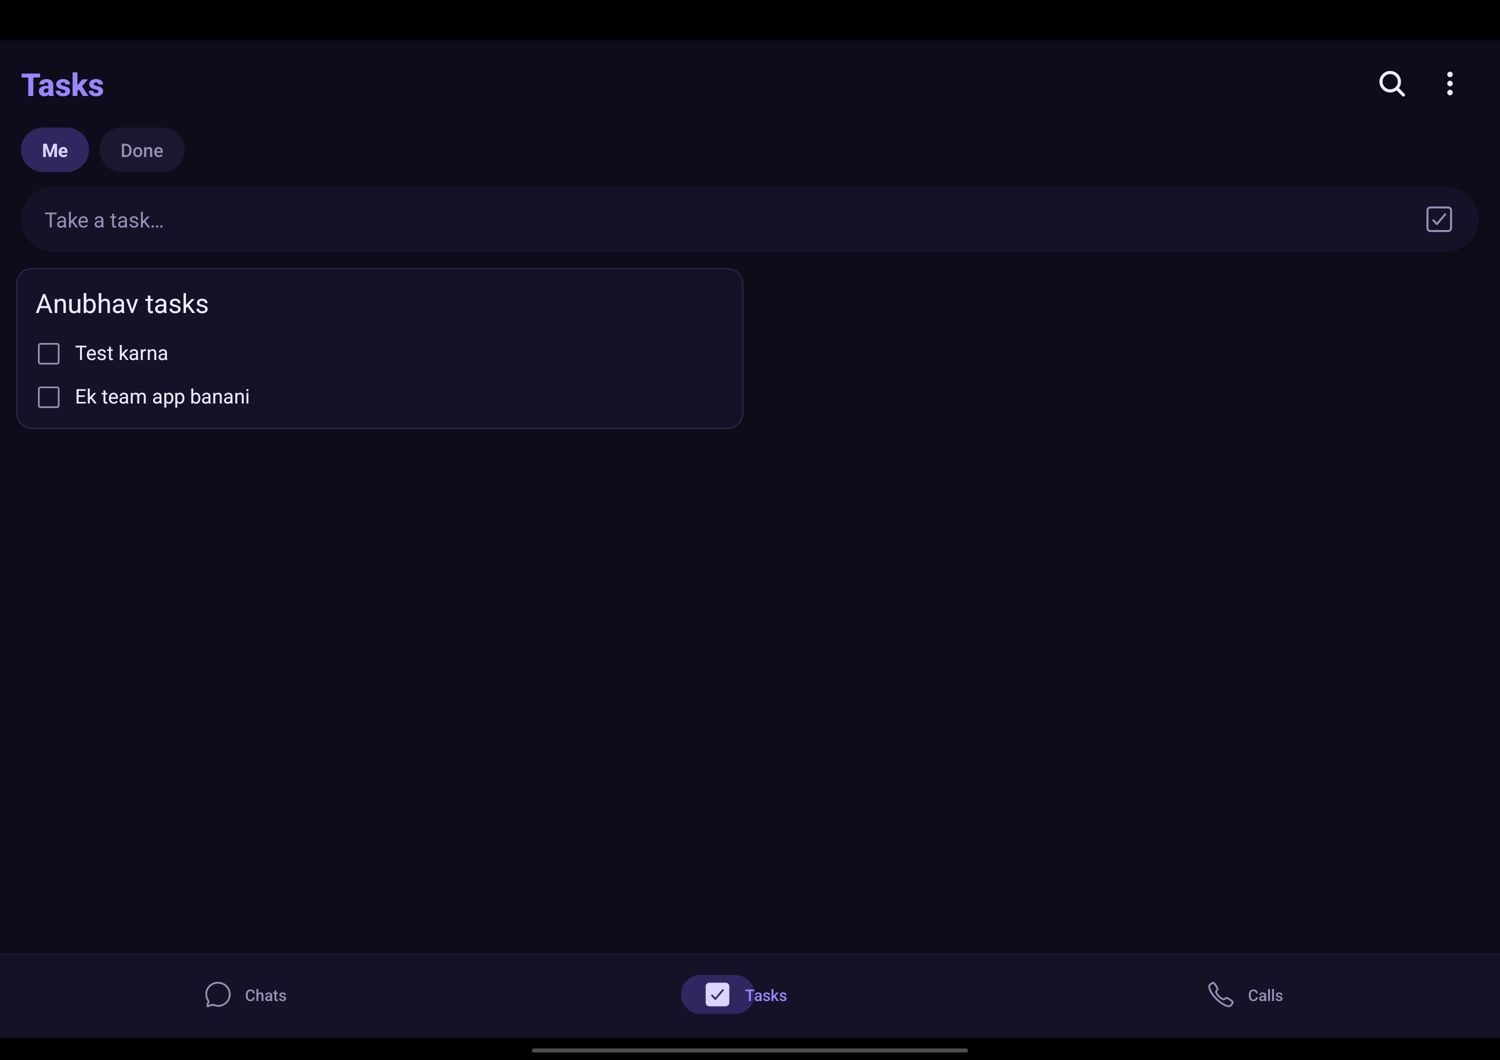 Tasks
Me
Done
Take a task...
Anubhav tasks
Test karna
Ek team app banani
Chats
Tasks
Calls